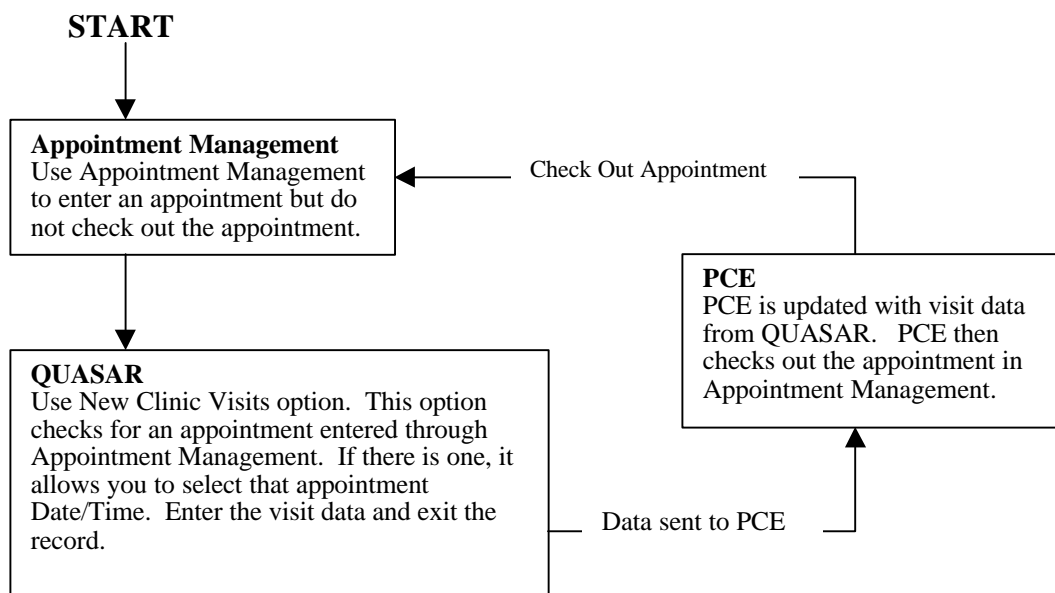 START
Appointment Management
Use Appointment Management
to enter an appointment but do
not check out the appointment.
Check Out Appointment
PCE
PCE is updated with visit data
from QUASAR.   PCE then
checks out the appointment in
Appointment Management.
QUASAR
Use New Clinic Visits option.  This option
checks for an appointment entered through
Appointment Management.  If there is one, it
allows you to select that appointment
Date/Time.  Enter the visit data and exit the
record.
Data sent to PCE